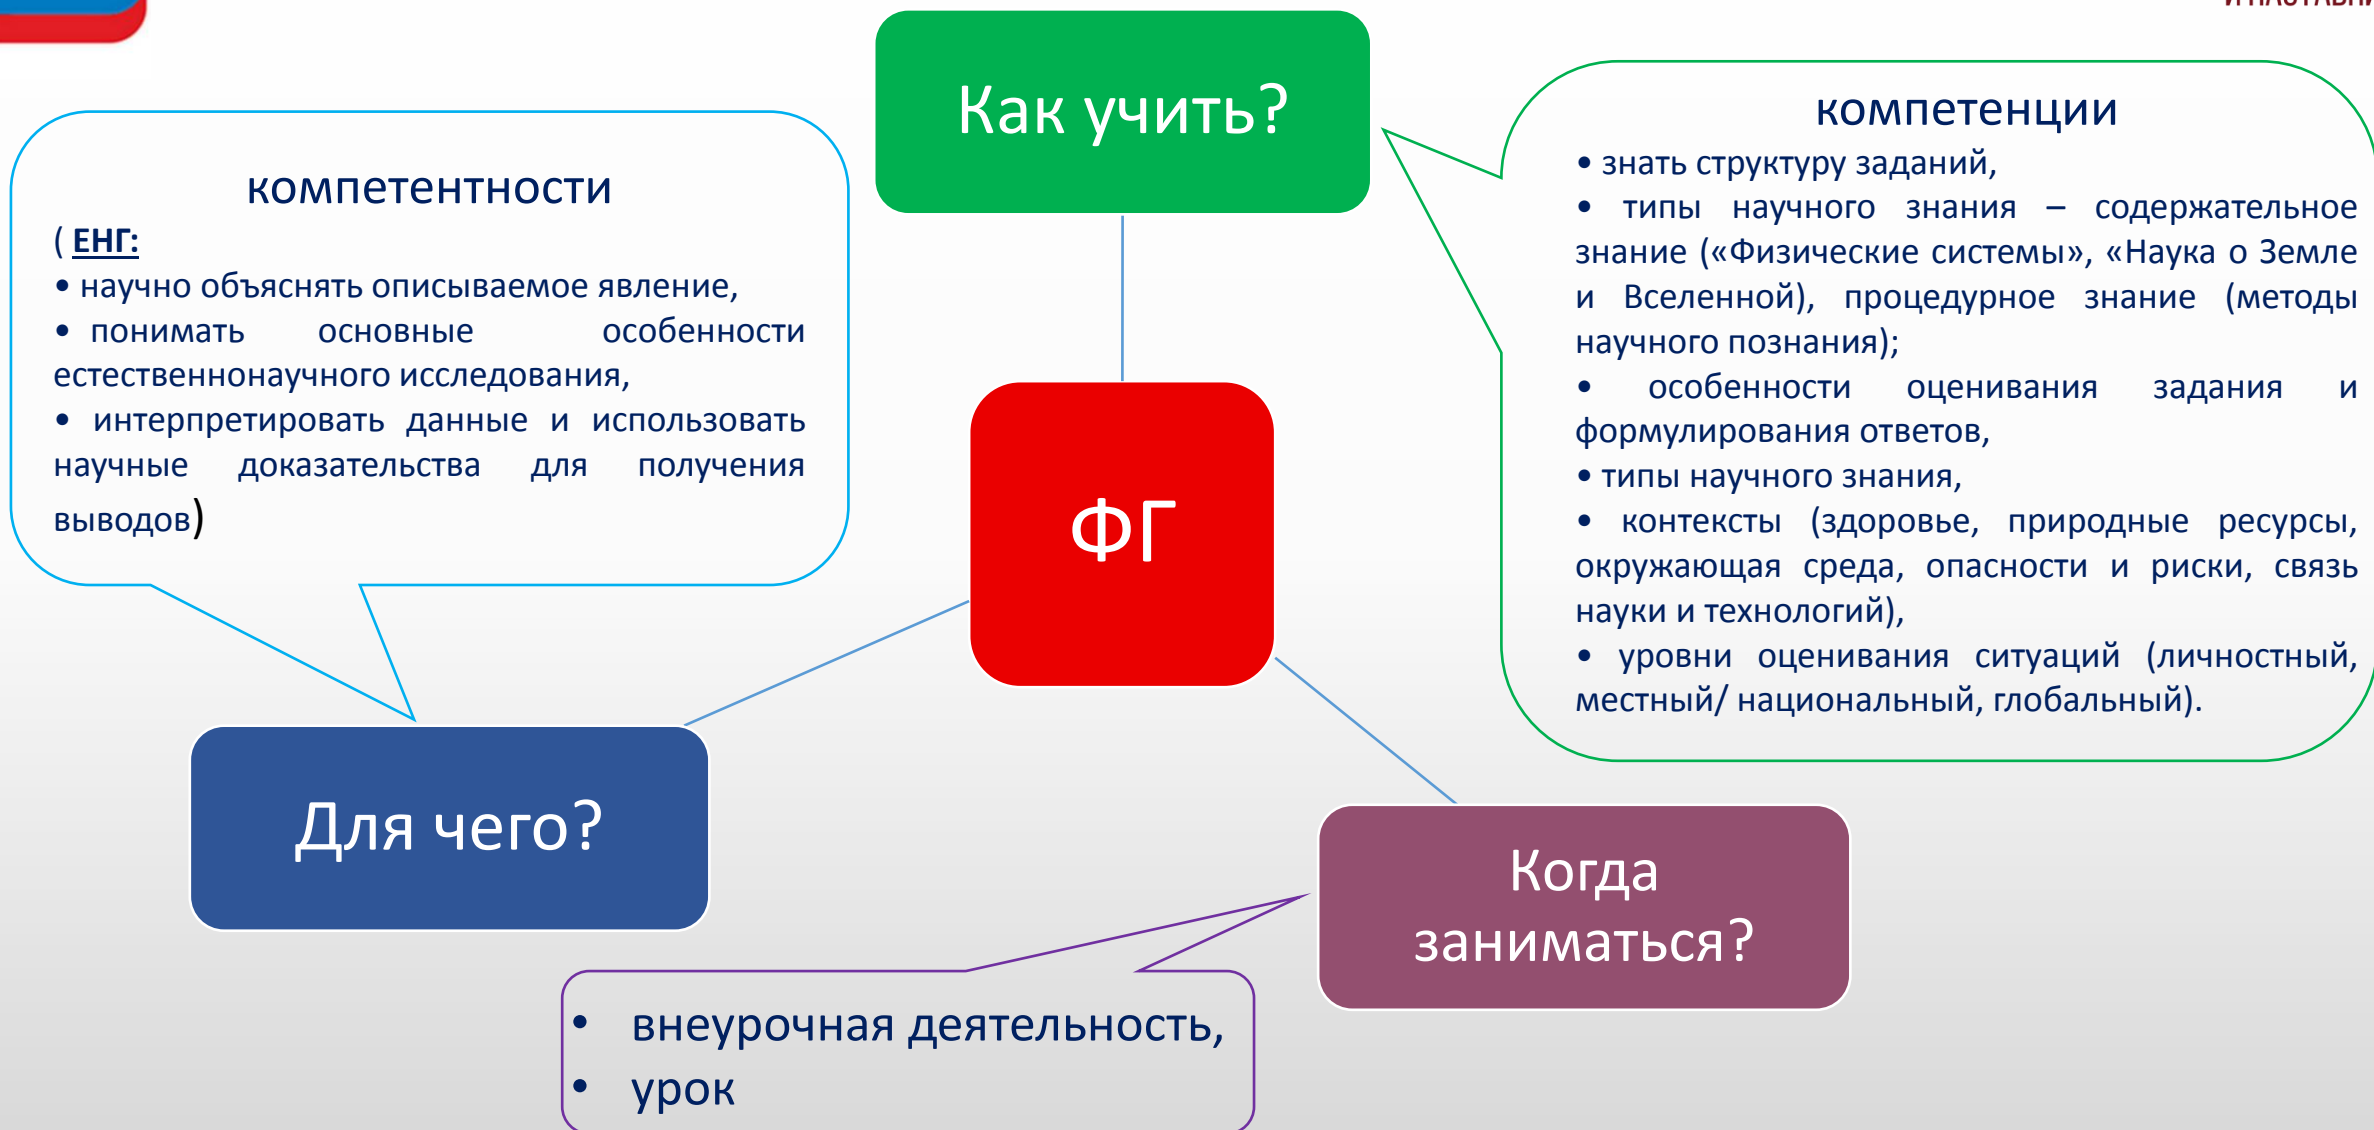 И НАСТАВНИ
Как учить?
компетентности
( ЕНГ:
• научно объяснять описываемое явление,
• понимать основные особенности
естественнонаучного исследования,
• интерпретировать данные и использовать
научные доказательства для получения
выводов)
компетенции
• знать структуру заданий,
• типы научного знания – содержательное
знание («Физические системы», «Наука о Земле
и Вселенной), процедурное знание (методы
научного познания);
• особенности оценивания задания и
формулирования ответов,
• типы научного знания,
• контексты (здоровье, природные ресурсы,
окружающая среда, опасности и риски, связь
науки и технологий),
• уровни оценивания ситуаций (личностный,
местный/ национальный, глобальный).
ФГ
Для чего?
Когда
заниматься?
• внеурочная деятельность,
• урок